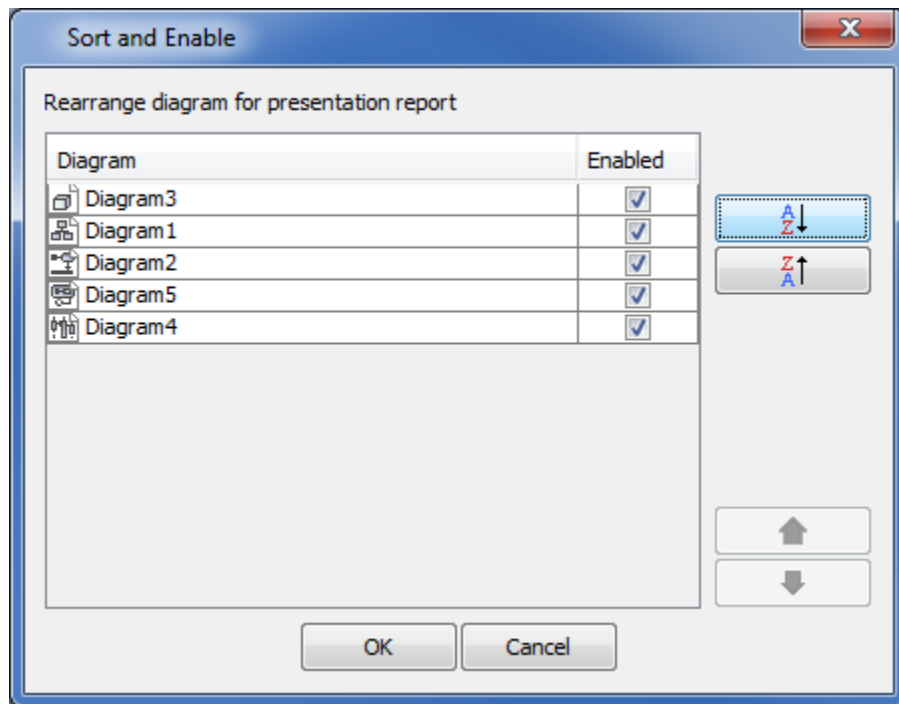 Sort and Enable
Rearrange diagram for presentation report
Diagram Enabled
Diagram3
Diagram1
Diagram2
Diagram5
Diagram4
A
Z
Z
A
OK Cancel